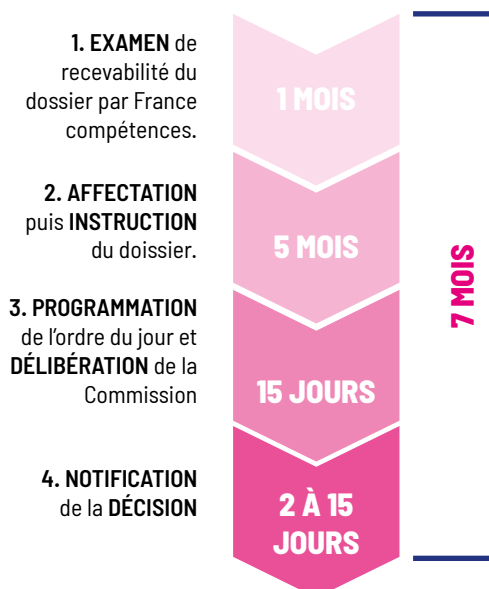 1. EXAMEN de
recevabilité du
dossier par France
compétences.
1 MOIS
2. AFFECTATION
puis INSTRUCTION
du doissier.
5 MOIS
3. PROGRAMMATION
de l'ordre du jour et
DÉLIBÉRATION de la
Commission
15 JOURS
4. NOTIFICATION
de la DÉCISION
2 À 15
JOURS
7 MOIS